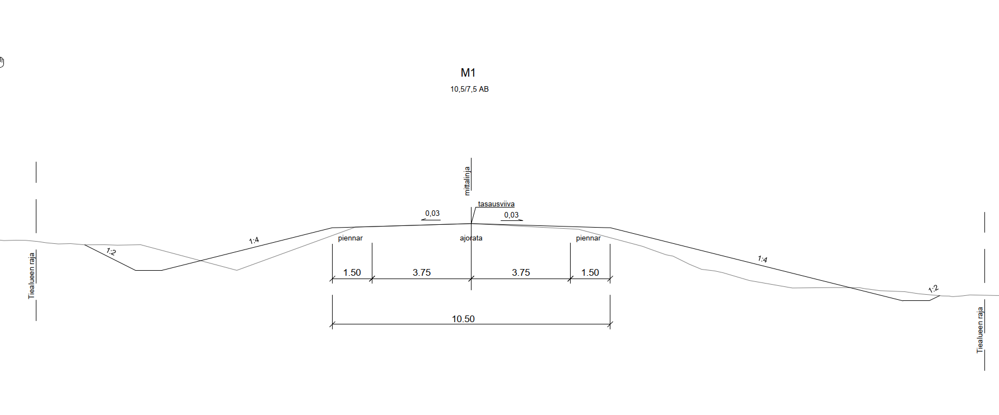 M1
10,5/7,5 AB
mittalinja
tasausviiva
0,03
0,03
piennar
ajorata
piennar
1:4
1:2
1:4
1:2
Tiealueen raja
1.50
3.75
3.75
1.50
10.50
Tiealueen raja